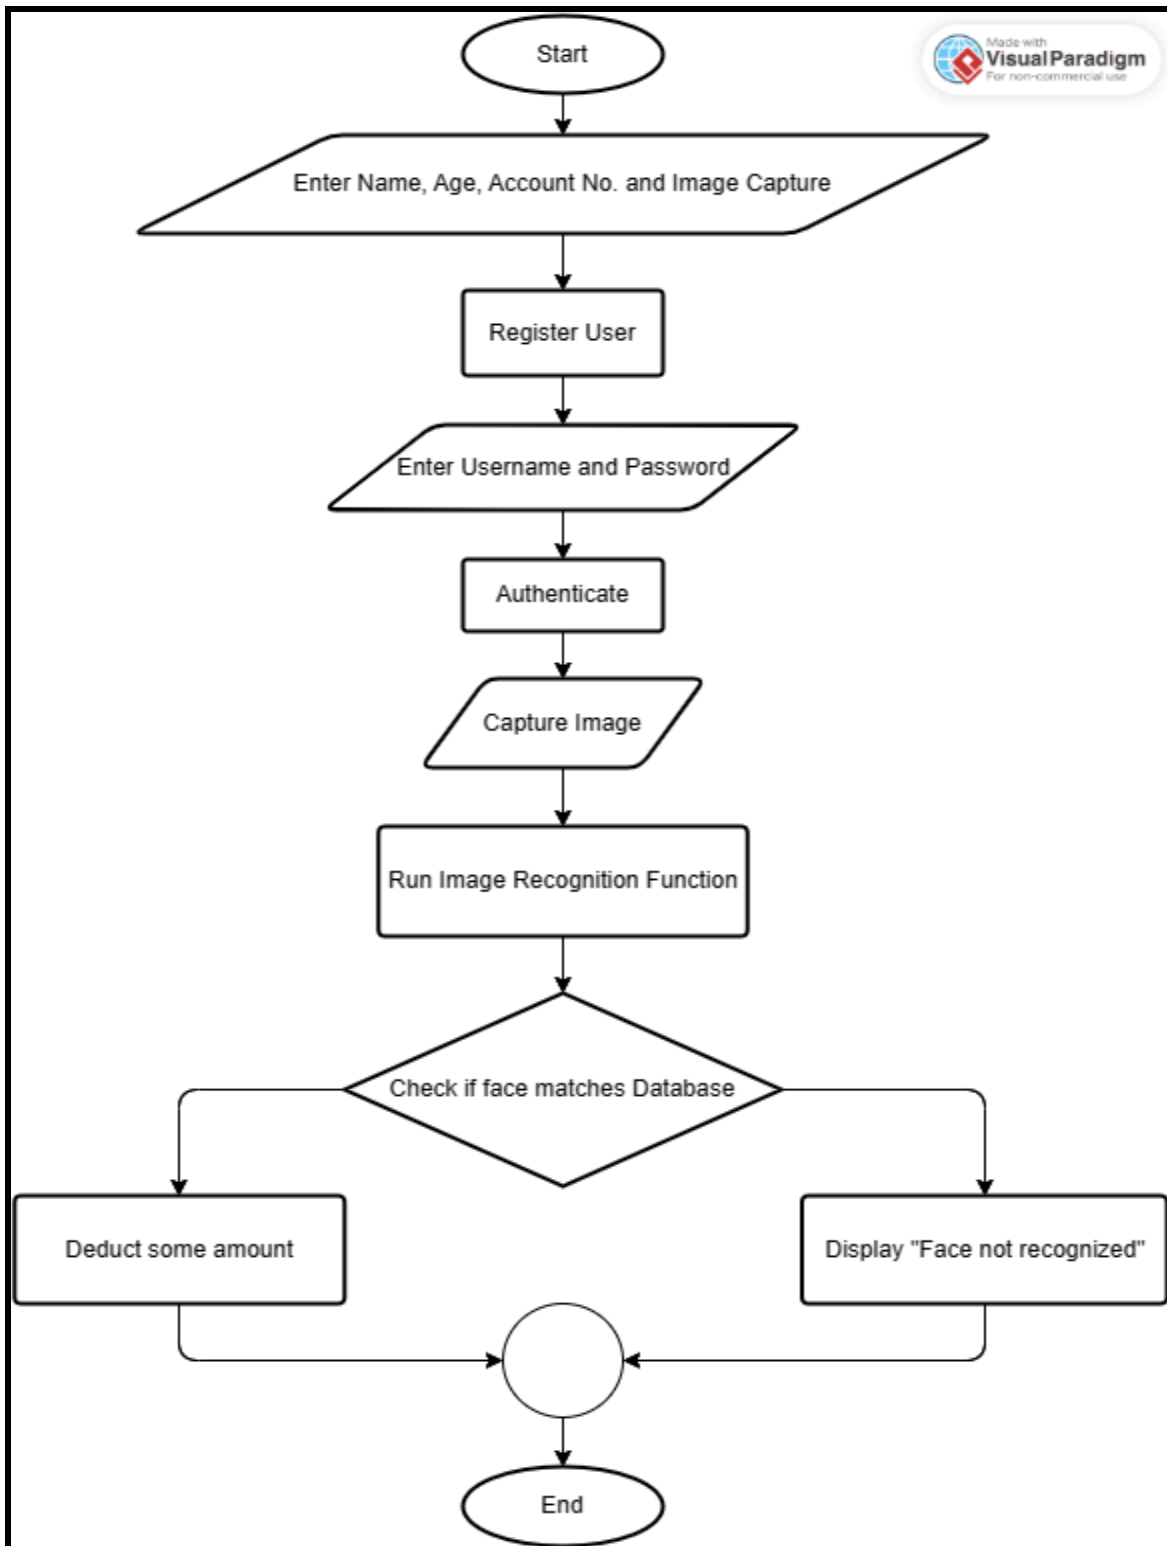 Start
Made with
VisualParadigm
For non-commercial use
Enter Name, Age, Account No. and Image Capture
Register User
Enter Username and Password
Authenticate
Capture Image
Run Image Recognition Function
Check if face matches Database
Deduct some amount
Display "Face not recognized"
End